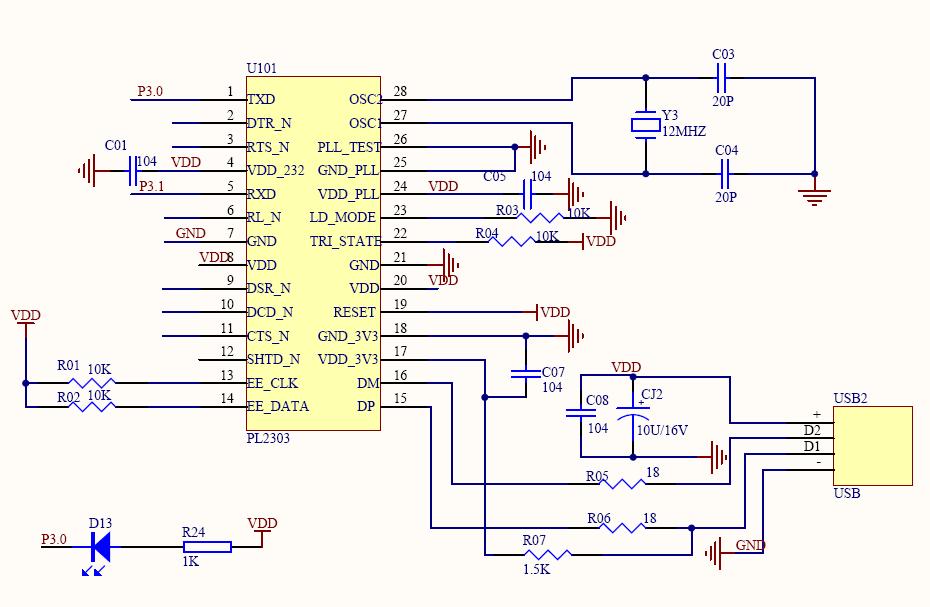 U101
P3.0 1 TXD OSC2 28
2 DTR_N OSC1 27
3 RTS_N PLL_TEST 26
C01 104 VDD 4 VDD_232 GND_PLL 25
P3.1 5 RXD VDD_PLL 24 VDD C05 104
6 RL_N LD_MODE 23 R03 10K
GND 7 GND TRI_STATE 22 R04 10K VDD
VDD 8 VDD GND 21
9 DSR_N VDD 20 VDD
10 DCD_N RESET 19 VDD
11 CTS_N GND_3V3 18
12 SHTD_N VDD_3V3 17
13 EE_CLK DM 16
14 EE_DATA DP 15
PL2303
C03
20P
Y3
12MHZ
C04
20P
VDD
R01 10K
R02 10K
C07
104
VDD
C08
104
CJ2
+
10U/16V
USB2
+
D2
D1
-
USB
R05 18
R06 18
R07
1.5K
GND
P3.0
D13
R24
1K
VDD